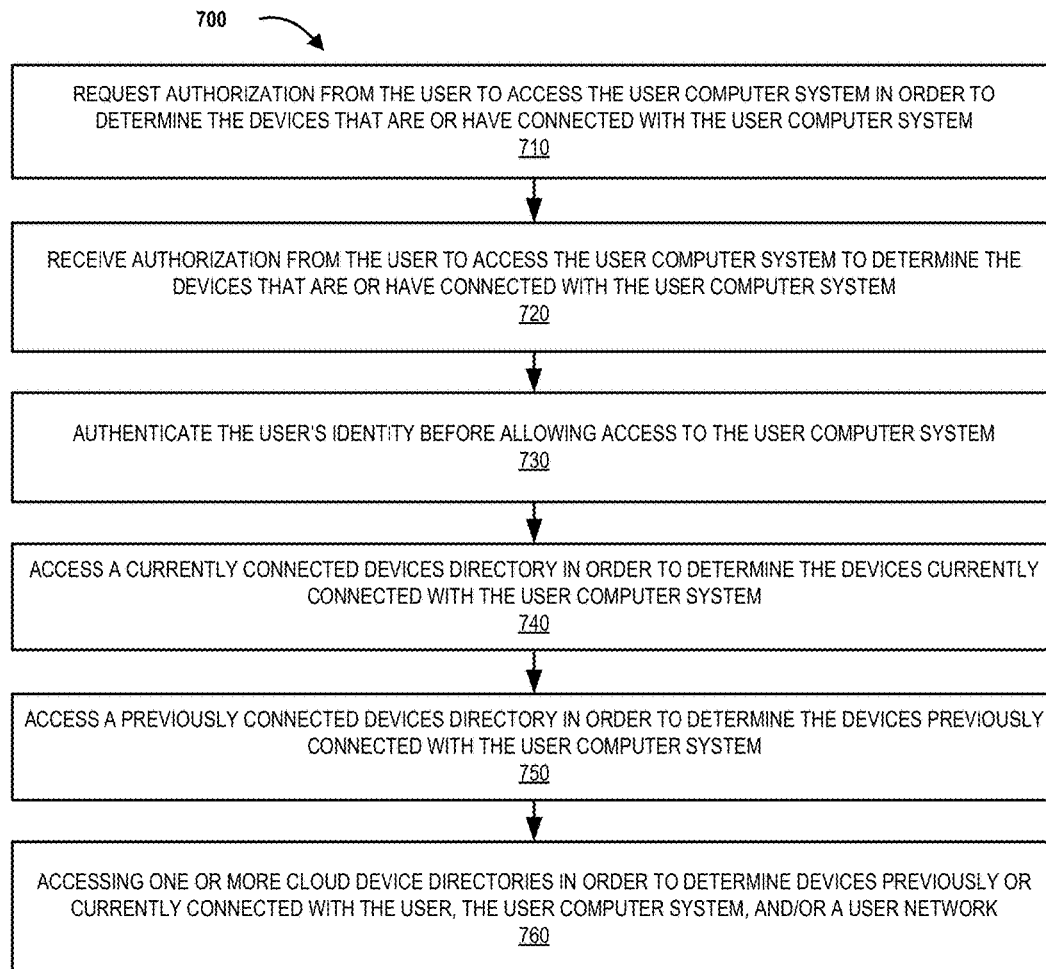 700
REQUEST AUTHORIZATION FROM THE USER TO ACCESS THE USER COMPUTER SYSTEM IN ORDER TO
DETERMINE THE DEVICES THAT ARE OR HAVE CONNECTED WITH THE USER COMPUTER SYSTEM
710
RECEIVE AUTHORIZATION FROM THE USER TO ACCESS THE USER COMPUTER SYSTEM TO DETERMINE THE
DEVICES THAT ARE OR HAVE CONNECTED WITH THE USER COMPUTER SYSTEM
720
AUTHENTICATE THE USER'S IDENTITY BEFORE ALLOWING ACCESS TO THE USER COMPUTER SYSTEM
730
ACCESS A CURRENTLY CONNECTED DEVICES DIRECTORY IN ORDER TO DETERMINE THE DEVICES CURRENTLY
CONNECTED WITH THE USER COMPUTER SYSTEM
740
ACCESS A PREVIOUSLY CONNECTED DEVICES DIRECTORY IN ORDER TO DETERMINE THE DEVICES PREVIOUSLY
CONNECTED WITH THE USER COMPUTER SYSTEM
750
ACCESSING ONE OR MORE CLOUD DEVICE DIRECTORIES IN ORDER TO DETERMINE DEVICES PREVIOUSLY OR
CURRENTLY CONNECTED WITH THE USER, THE USER COMPUTER SYSTEM, AND/OR A USER NETWORK
760